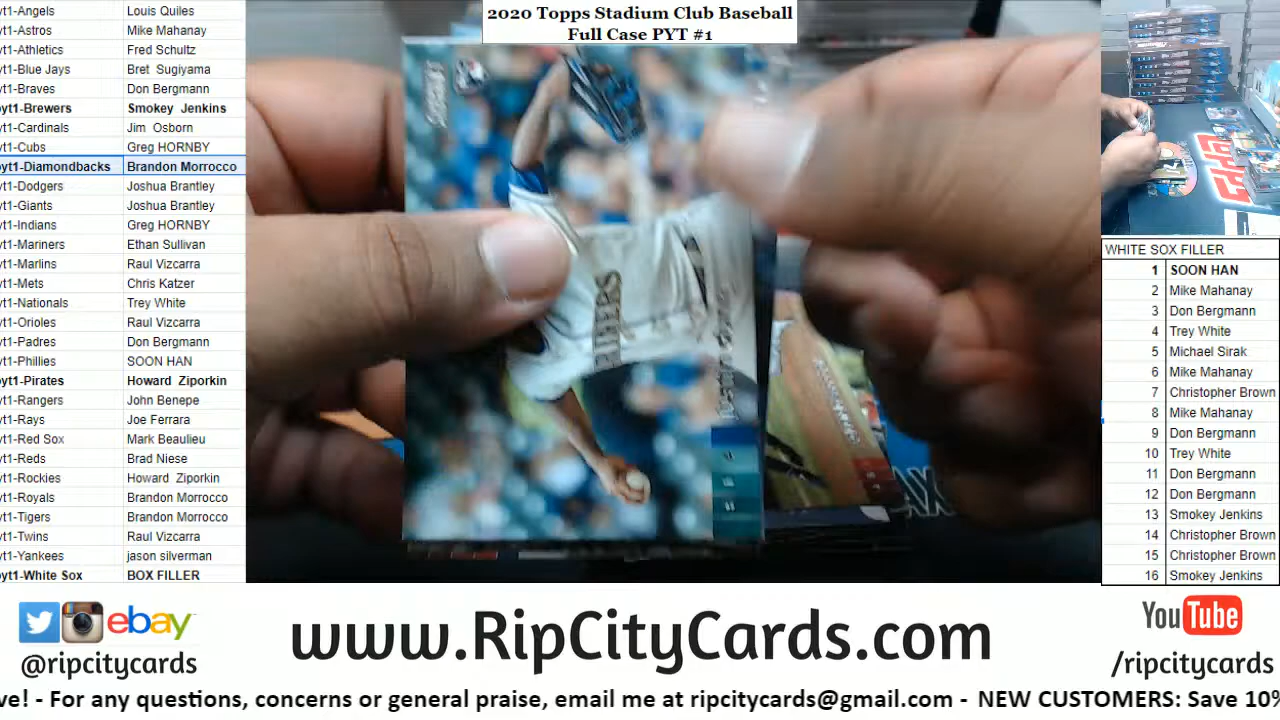 2020 Topps Stadium Club Baseball
Full Case PYT #1
yt1-Angels Louis Quiles
yt1-Astros Mike Mahanay
yt1-Athletics Fred Schultz
yt1-Blue Jays Bret Sugiyama
yt1-Braves Don Bergmann
yt1-Brewers Smokey Jenkins
yt1-Cardinals Jim Osborn
yt1-Cubs Greg HORNBY
yt1-Diamondbacks Brandon Morrocco
yt1-Dodgers Joshua Brantley
yt1-Giants Joshua Brantley
yt1-Indians Greg HORNBY
yt1-Mariners Ethan Sullivan
yt1-Marlins Raul Vizcarra
yt1-Mets Chris Katzer
yt1-Nationals Trey White
yt1-Orioles Raul Vizcarra
yt1-Padres Don Bergmann
yt1-Phillies SOON HAN
yt1-Pirates Howard Ziporkin
yt1-Rangers John Benepe
yt1-Rays Joe Ferrara
yt1-Red Sox Mark Beaulieu
yt1-Reds Brad Niese
yt1-Rockies Howard Ziporkin
yt1-Royals Brandon Morrocco
yt1-Tigers Brandon Morrocco
yt1-Twins Raul Vizcarra
yt1-Yankees jason silverman
yt1-White Sox BOX FILLER
WHITE SOX FILLER
1 SOON HAN
2 Mike Mahanay
3 Don Bergmann
4 Trey White
5 Michael Sirak
6 Mike Mahanay
7 Christopher Brown
8 Mike Mahanay
9 Don Bergmann
10 Trey White
11 Don Bergmann
12 Don Bergmann
13 Smokey Jenkins
14 Christopher Brown
15 Christopher Brown
16 Smokey Jenkins
ebay
@ripcitycards
www.RipCityCards.com
YouTube
/ripcitycards
ve! - For any questions, concerns or general praise, email me at ripcitycards@gmail.com - NEW CUSTOMERS: Save 10%